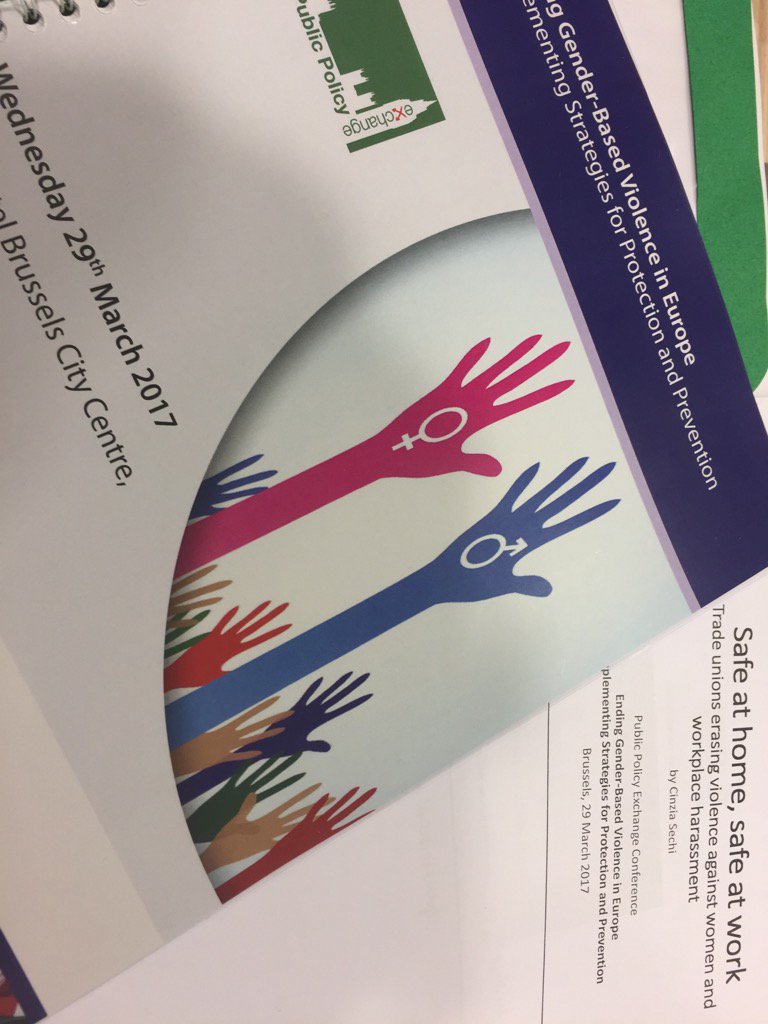 Gender-Based Violence in Europe
Strategies for Protection and Prevention
Public Policy
exchange
Wednesday 29th March 2017
Brussels City Centre,
Safe at home, safe at work
Trade unions erasing violence against women and
workplace harassment
by Cinzia Sechi
Public Policy Exchange Conference
Ending Gender-Based Violence in Europe
Strategies for Protection and Prevention
Brussels, 29 March 2017